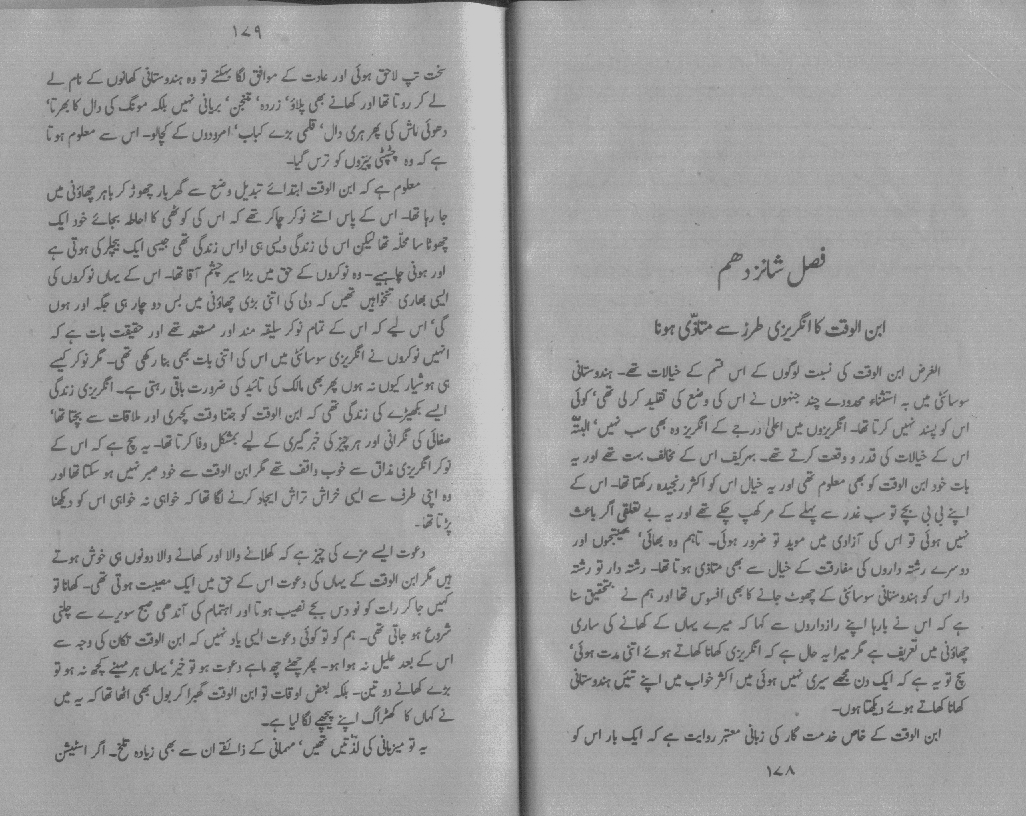 فصل شانزدھم
ابن الوقت کا انگریزی طرز سے متاذّی ہونا
الغرض ابن الوقت کی نسبت لوگوں کے اس قسم کے خیالات تھے۔ ہندوستانی
سوسائٹی میں بہ استثناء محدودے چند جنہوں نے اس کی وضع کی تقلید کر لی تھی‘ کوئی
اس کو پسند نہیں کرتا تھا۔ انگریزوں میں اعلیٰ درجے کے انگریز وہ بھی سب نہیں‘ البتہّ
اس کے خیالات کی قدر و وقعت کرتے تھے۔ بہرکیف اس کے مخالف بہت تھے اور یہ
بات خود ابن الوقت کو بھی معلوم تھی اور یہ خیال اس کو اکثر رنجیدہ رکھتا تھا۔ اس کے
اپنے بی بی بچے تو سب غدر سے پہلے کے مرکھپ چکے تھے اور یہ بے تعلقی اگر باعث
نہیں ہوئی تو اس کی آزادی میں موید تو ضرور ہوئی۔ تاہم وہ بھائی‘ بھتیجوں اور
دوسرے رشتہ داروں کی مفارقت کے خیال سے بھی متاذی ہوتا تھا۔ رشتہ دار تو رشتہ
دار اس کو ہندوستانی سوسائٹی کے چھوٹ جانے کا بھی افسوس تھا اور ہم نے بتحقیق سنا
ہے کہ اس نے بارہا اپنے رازداروں سے کہا کہ میرے یہاں کے کھانے کی ساری
چھاؤنی میں تعریف ہے مگر میرا یہ حال ہے کہ انگریزی کھانا کھاتے ہوئے اتنی مدت ہوئی‘
سچ تو یہ ہے کہ ایک دن مجھے سیری نہیں ہوئی میں اکثر خواب میں اپنے تئیں ہندوستانی
کھانا کھاتے ہوئے دیکھتا ہوں۔
ابن الوقت کے خاص خدمت گار کی زبانی معتبر روایت ہے کہ ایک بار اس کو
۱۷۸
۱۷۹
سخت تپ لاحق ہوئی اور عادت کے موافق لگا بہکنے تو وہ ہندوستانی کھانوں کے نام لے
لے کر روتا تھا اور کھانے بھی پلاؤ‘ زردہ‘ متنجن‘ بریانی نہیں بلکہ مونگ کی دال کا بھرتا‘
دھوئی ماش کی پھر ہری دال‘ قلمی بڑے کباب‘ امرودوں کے کچالو۔ اس سے معلوم ہوتا
ہے کہ وہ چٹپٹی چیزوں کو ترس گیا۔
معلوم ہے کہ ابن الوقت ابتدائے تبدیل وضع سے گھر بار چھوڑ کر باہر چھاؤنی میں
جا رہا تھا۔ اس کے پاس اتنے نوکر چاکر تھے کہ اس کی کوٹھی کا احاطہ بجائے خود ایک
چھوٹا سا محلّہ تھا لیکن اس کی زندگی ویسی ہی اداس زندگی تھی جیسی ایک بیچلر کی ہوتی ہے
اور ہونی چاہیے۔ وہ نوکروں کے حق میں بڑا سیر چشم آقا تھا۔ اس کے یہاں نوکروں کی
ایسی بھاری تنخواہیں تھیں کہ دلی کی اتنی بڑی چھاؤنی میں بس دو چار ہی جگہ اور ہوں
گی‘ اس لیے کہ اس کے تمام نوکر سلیقہ مند اور مستعد تھے اور حقیقت بات ہے کہ
انہیں نوکروں نے انگریزی سوسائٹی میں اس کی اتنی بات بھی بنا رکھی تھی۔ مگر نوکر کیسے
ہی ہوشیار کیوں نہ ہوں پھر بھی مالک کی تائید کی ضرورت باقی رہتی ہے۔ انگریزی زندگی
ایسے بکھیڑے کی زندگی تھی کہ ابن الوقت کو جتنا وقت کچہری اور ملاقات سے بچتا تھا‘
صفائی کی نگرانی اور ہر چیز کی خبر گیری کے لیے بمشکل وفا کرتا تھا۔ یہ سچ ہے کہ اس کے
نوکر انگریزی مذاق سے خوب واقف تھے مگر ابن الوقت سے خود صبر نہیں ہو سکتا تھا اور
وہ اپنی طرف سے ایسی خراش تراش ایجاد کرنے لگا تھا کہ خواہی نہ خواہی اس کو دیکھنا
پڑتا تھا۔
دعوت ایسے مزے کی چیز ہے کہ کھلانے والا اور کھانے والا دونوں ہی خوش ہوتے
ہیں مگر ابن الوقت کے یہاں کی دعوت اس کے حق میں ایک مصیبت ہوتی تھی۔ کھانا تو
کہیں جا کر رات کو نو دس بجے نصیب ہوتا اور اہتمام کی آندھی صبح سویرے سے چلنی
شروع ہو جاتی تھی۔ ہم کو تو کوئی دعوت ایسی یاد نہیں کہ ابن الوقت تکان کی وجہ سے
اس کے بعد علیل نہ ہوا ہو۔ پھر چھٹے چھ ماہے دعوت ہو تو خیر‘ یہاں ہر مہینے کچھ نہ ہو تو
بڑے کھانے دو تین۔ بلکہ بعض اوقات تو ابن الوقت گھبرا کر بول بھی اٹھا تھا کہ یہ میں
نے کہاں کا کھٹراگ اپنے پیچھے لگا لیا ہے۔
یہ تو میزبانی کی لذّتیں تھیں‘ مہمانی کے ذائقے ان سے بھی زیادہ تلخ۔ اگر اسٹیشن